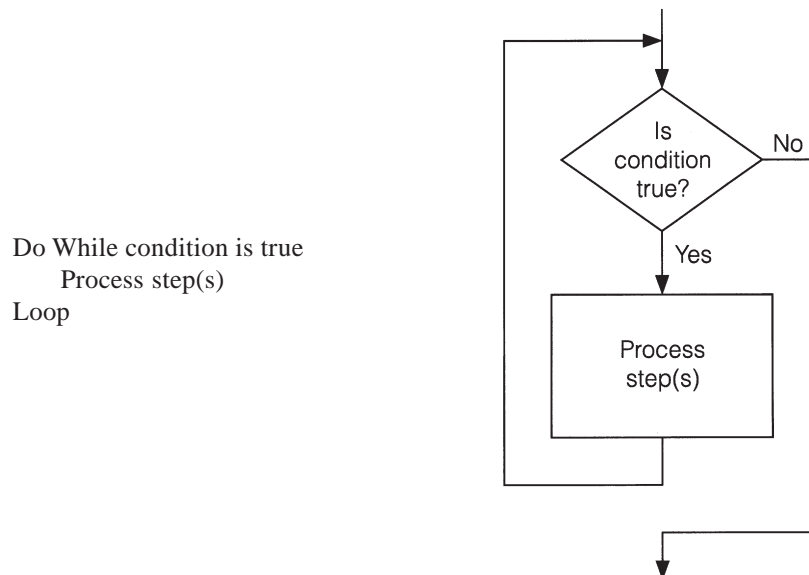 Do While condition is true
Process step(s)
Loop
Is
condition
true?
No
Yes
Process
step(s)